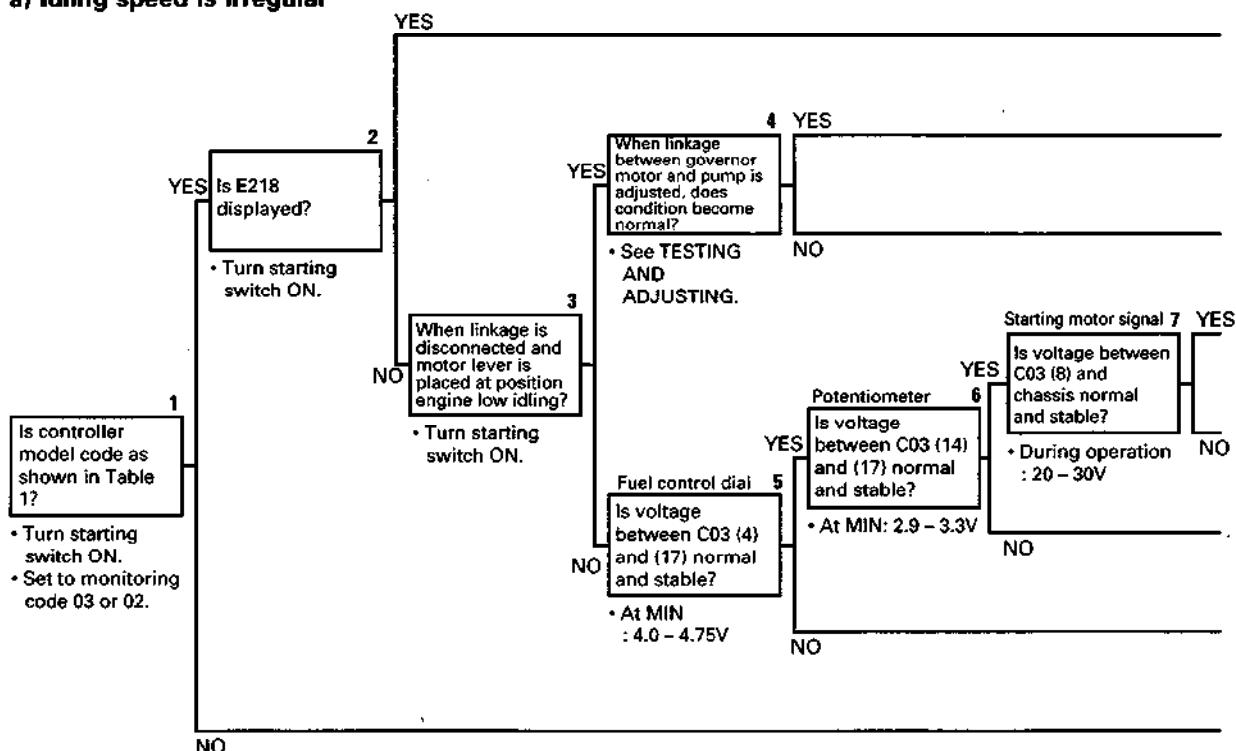 a) Idling speed is irregular
YES
2
YES
Is E218
displayed?
• Turn starting
switch ON.
4
YES
YES
When linkage
between governor
motor and pump is
adjusted, does
condition become
normal?
NO
• See TESTING
AND
ADJUSTING.
3
NO
When linkage is
disconnected and
motor lever is
placed at position
engine low idling?
• Turn starting
switch ON.
Starting motor signal 7
YES
YES
Is voltage between
C03 (8) and
chassis normal
and stable?
NO
• During operation
: 20 – 30V
Potentiometer 6
YES
Is voltage
between C03 (14)
and (17) normal
and stable?
• At MIN: 2.9 – 3.3V
NO
1
Is controller
model code as
shown in Table
1?
• Turn starting
switch ON.
• Set to monitoring
code 03 or 02.
Fuel control dial 5
NO
Is voltage
between C03 (4)
and (17) normal
and stable?
• At MIN
: 4.0 – 4.75V
NO
NO